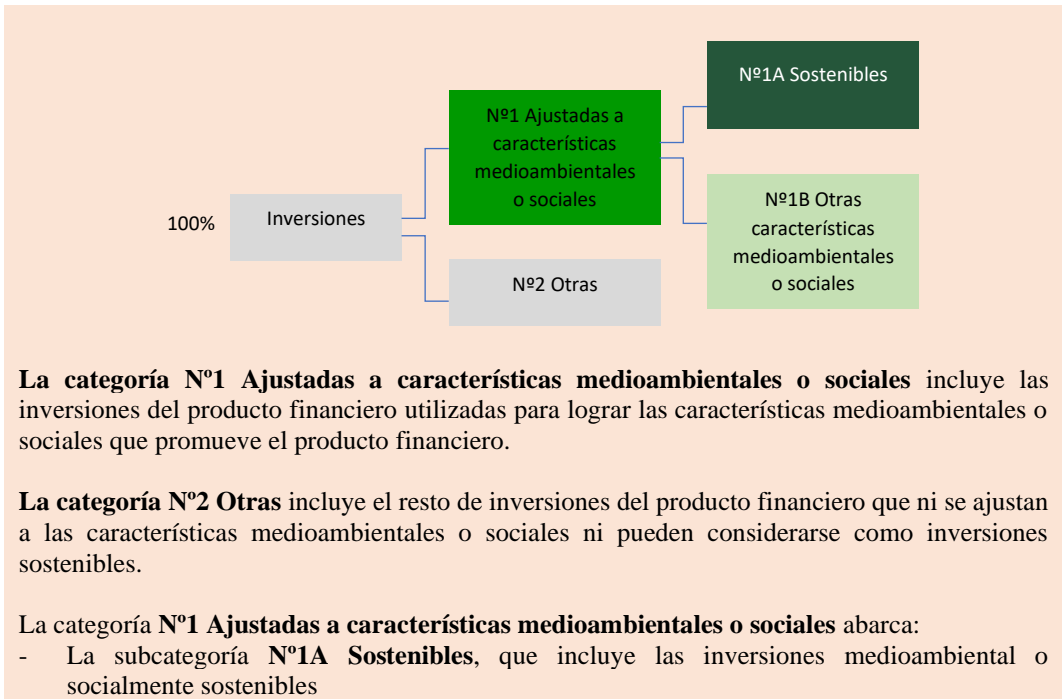 Nº1A Sostenibles
Nº1 Ajustadas a
características
medioambientales
o sociales
Nº1B Otras
características
medioambientales
o sociales
100%
Inversiones
Nº2 Otras
La categoría Nº1 Ajustadas a características medioambientales o sociales incluye las
inversiones del producto financiero utilizadas para lograr las características medioambientales o
sociales que promueve el producto financiero.
La categoría Nº2 Otras incluye el resto de inversiones del producto financiero que ni se ajustan
a las características medioambientales o sociales ni pueden considerarse como inversiones
sostenibles.
La categoría Nº1 Ajustadas a características medioambientales o sociales abarca:
- La subcategoría Nº1A Sostenibles, que incluye las inversiones medioambiental o
socialmente sostenibles